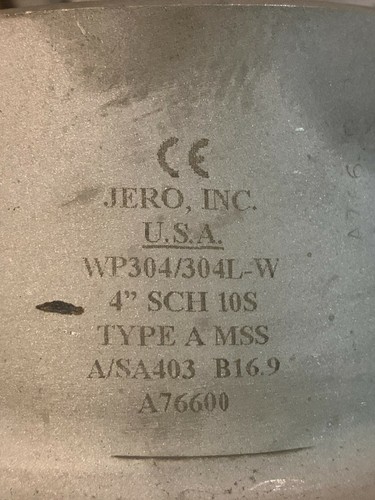 CE
JERO, INC.
U.S.A.
WP304/304L-W
4” SCH 10S
TYPE A MSS
A/SA403 B16.9
A76600